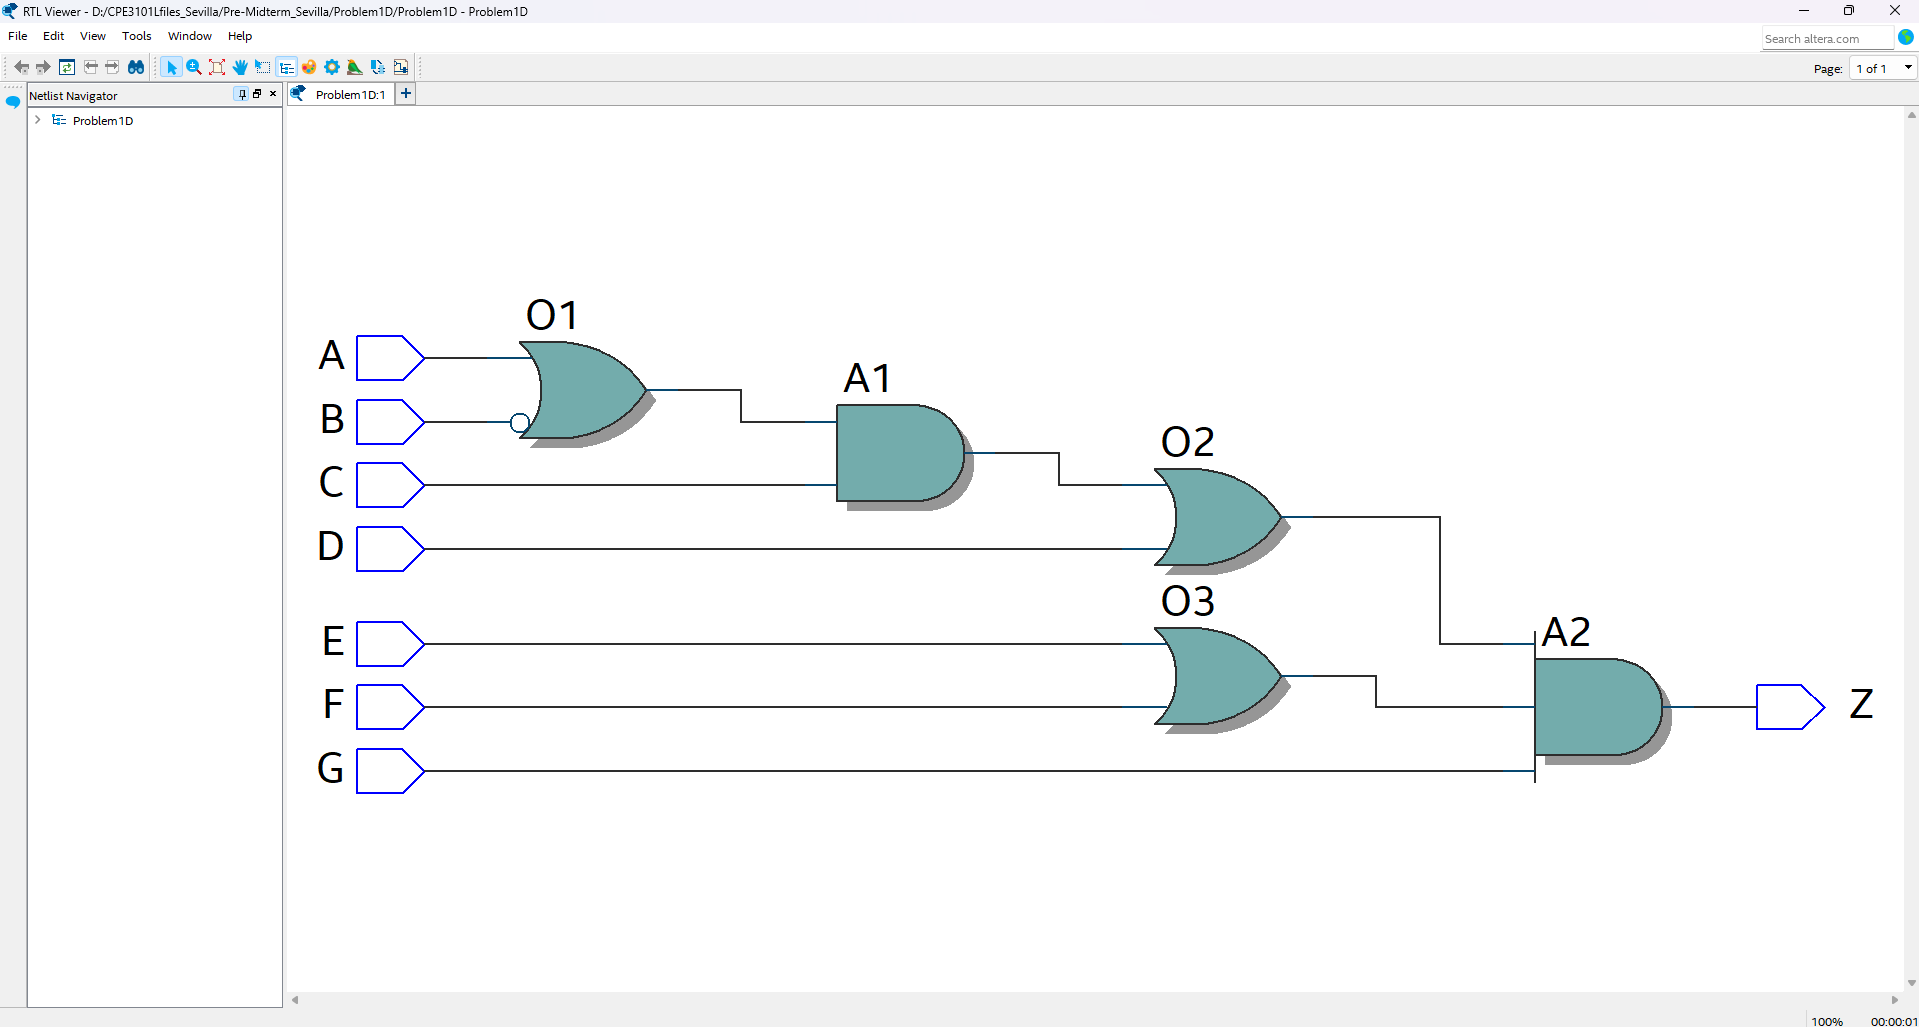 RTL Viewer - D:/CPE3101Lfiles_Sevilla/Pre-Midterm_Sevilla/Problem1D/Problem1D - Problem1D
File Edit View Tools Window Help
Search altera.com
Page: 1 of 1
Netlist Navigator
Problem1D:1
Problem1D
O1
A
A1
B
O2
C
D
O3
E
A2
F
Z
G
100% 00:00:01